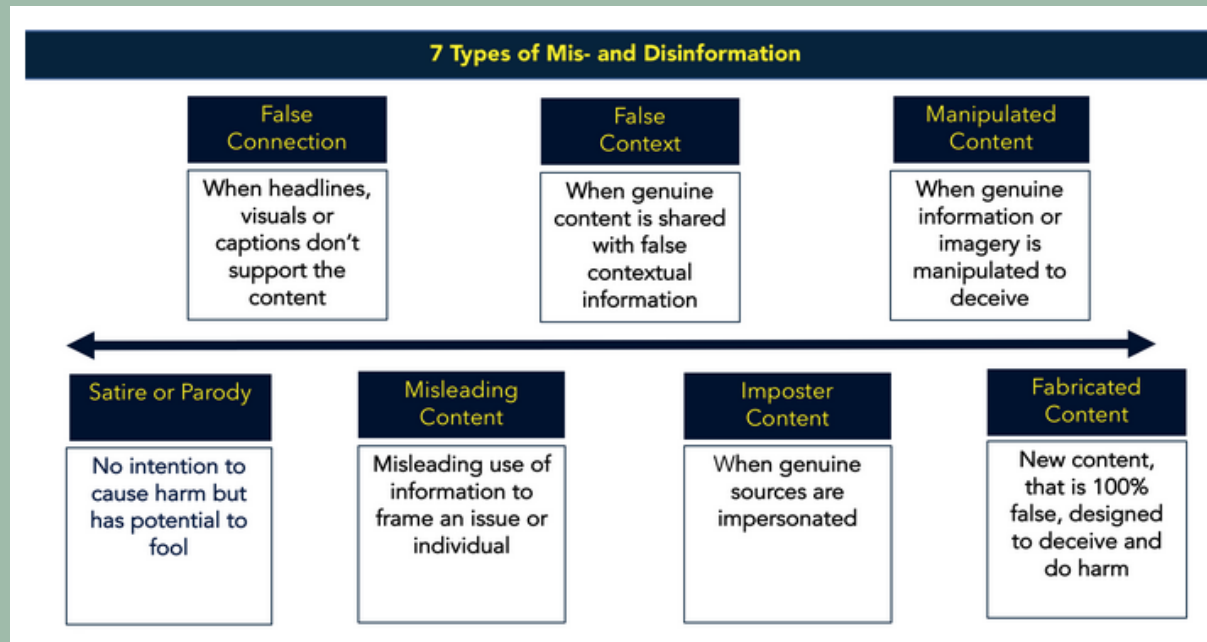 7 Types of Mis- and Disinformation
False
Connection
When headlines,
visuals or
captions don't
support the
content
False
Context
When genuine
content is shared
with false
contextual
information
Manipulated
Content
When genuine
information or
imagery is
manipulated to
deceive
Satire or Parody
No intention to
cause harm but
has potential to
fool
Misleading
Content
Misleading use of
information to
frame an issue or
individual
Imposter
Content
When genuine
sources are
impersonated
Fabricated
Content
New content,
that is 100%
false, designed
to deceive and
do harm